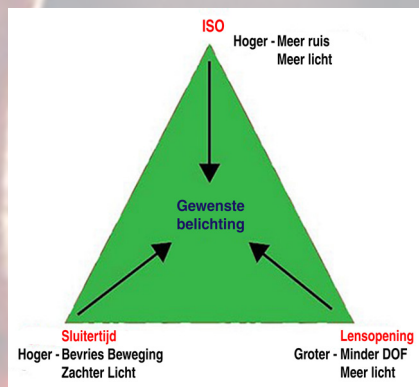 ISO
Hoger - Meer ruis
Meer licht
Gewenste
belichting
Sluitertijd
Hoger - Bevries Beweging
Zachter Licht
Lensopening
Groter - Minder DOF
Meer licht